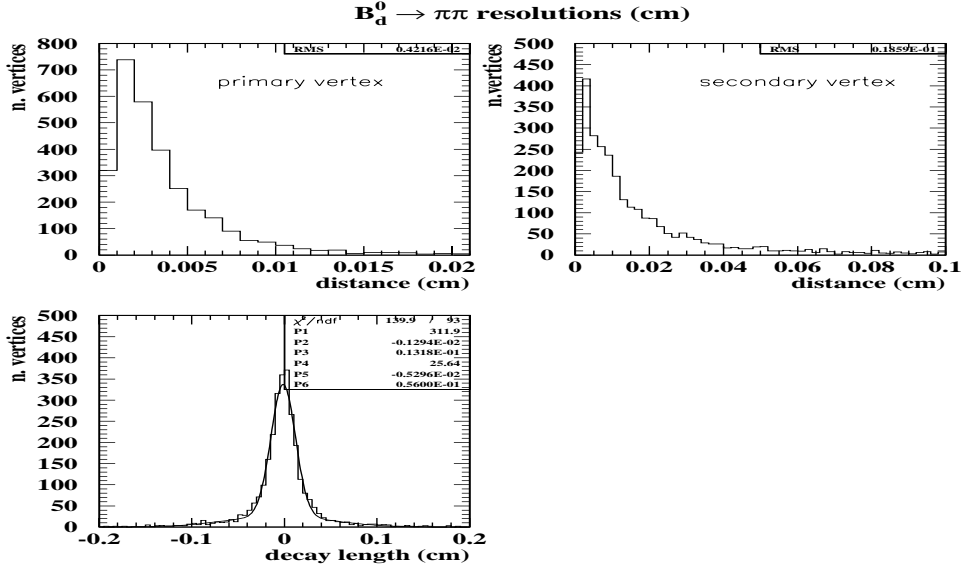 B_d^0 → ππ resolutions (cm)
n. vertices
800
700
600
500
400
300
200
100
0
RMS 0.4216E-02
primary vertex
0 0.005 0.01 0.015 0.02
distance (cm)
n.vertices
500
450
400
350
300
250
200
150
100
50
0
RMS 0.1859E-01
secondary vertex
0 0.02 0.04 0.06 0.08 0.1
distance (cm)
n. vertices
500
450
400
350
300
250
200
150
100
50
0
χ²/ndf 139.9 / 93
P1 311.9
P2 -0.1294E-02
P3 0.1318E-01
P4 25.64
P5 -0.5296E-02
P6 0.5600E-01
-0.2 -0.1 0 0.1 0.2
decay length (cm)